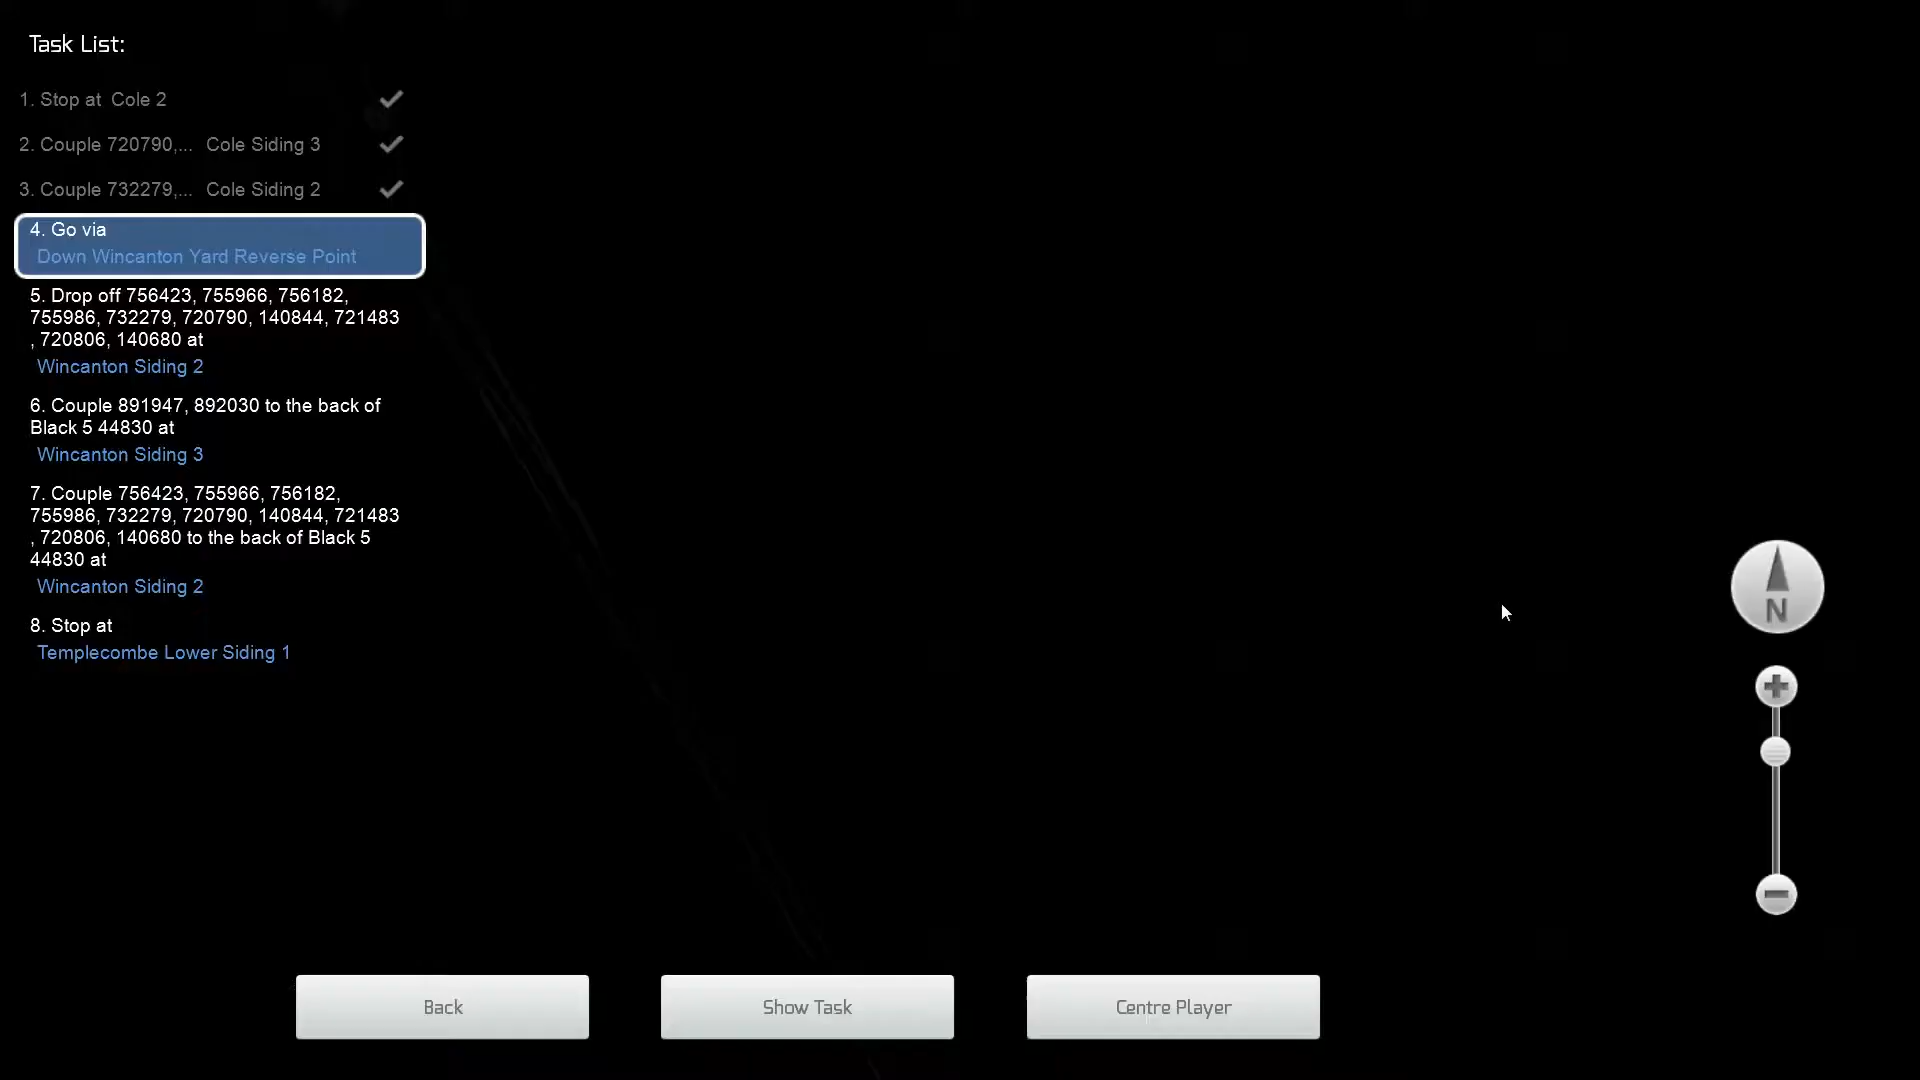 Task List:
1. Stop at  Cole 2
2. Couple 720790,...  Cole Siding 3
3. Couple 732279,...  Cole Siding 2
4. Go via
Down Wincanton Yard Reverse Point
5. Drop off 756423, 755966, 756182,
755986, 732279, 720790, 140844, 721483
, 720806, 140680 at
Wincanton Siding 2
6. Couple 891947, 892030 to the back of
Black 5 44830 at
Wincanton Siding 3
7. Couple 756423, 755966, 756182,
755986, 732279, 720790, 140844, 721483
, 720806, 140680 to the back of Black 5
44830 at
Wincanton Siding 2
8. Stop at
Templecombe Lower Siding 1
N
Back
Show Task
Centre Player